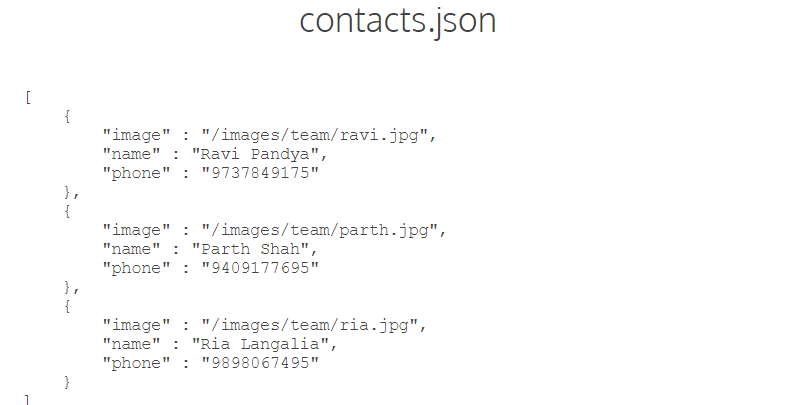 contacts.json
[
    {
        "image" : "/images/team/ravi.jpg",
        "name" : "Ravi Pandya",
        "phone" : "9737849175"
    },
    {
        "image" : "/images/team/parth.jpg",
        "name" : "Parth Shah",
        "phone" : "9409177695"
    },
    {
        "image" : "/images/team/ria.jpg",
        "name" : "Ria Langalia",
        "phone" : "9898067495"
    }
]